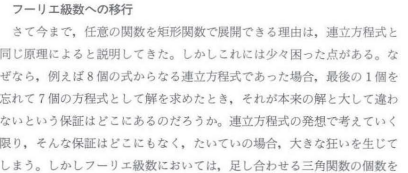 フーリエ級数への移行
さて今まで，任意の関数を矩形関数で展開できる理由は，連立方程式と
同じ原理によると説明してきた。しかしこれには少々困った点がある。な
ぜなら，例えば8個の式からなる連立方程式であった場合，最後の1個を
忘れて7個の方程式として解を求めたとき，それが本来の解と大して違わ
ないという保証はどこにあるのだろうか。連立方程式の発想で考えていく
限り，そんな保証はどこにもなく，たいていの場合，大きな狂いを生じて
しまう。しかしフーリエ級数においては，足し合わせる三角関数の個数を